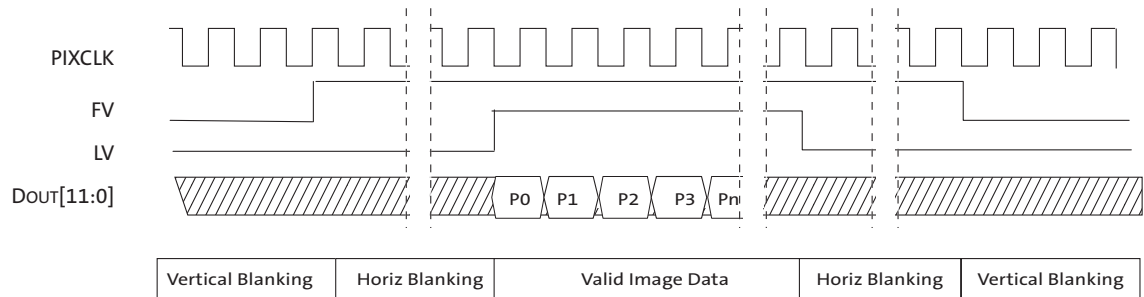 PIXCLK
FV
LV
DOUT[11:0]
P0 P1 P2 P3 Pn
Vertical Blanking Horiz Blanking Valid Image Data Horiz Blanking Vertical Blanking